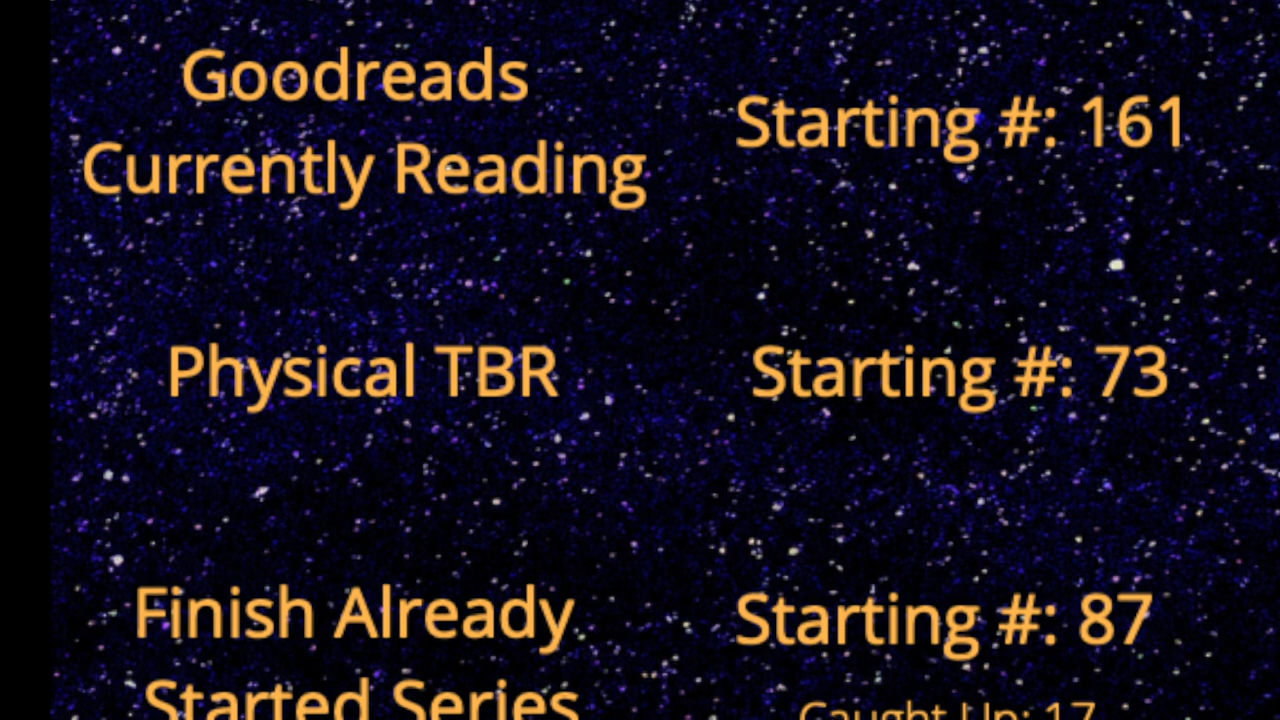 Goodreads
Currently Reading
Starting #: 161
Physical TBR
Starting #: 73
Finish Already
Started Series
Starting #: 87
Caught Up: 17